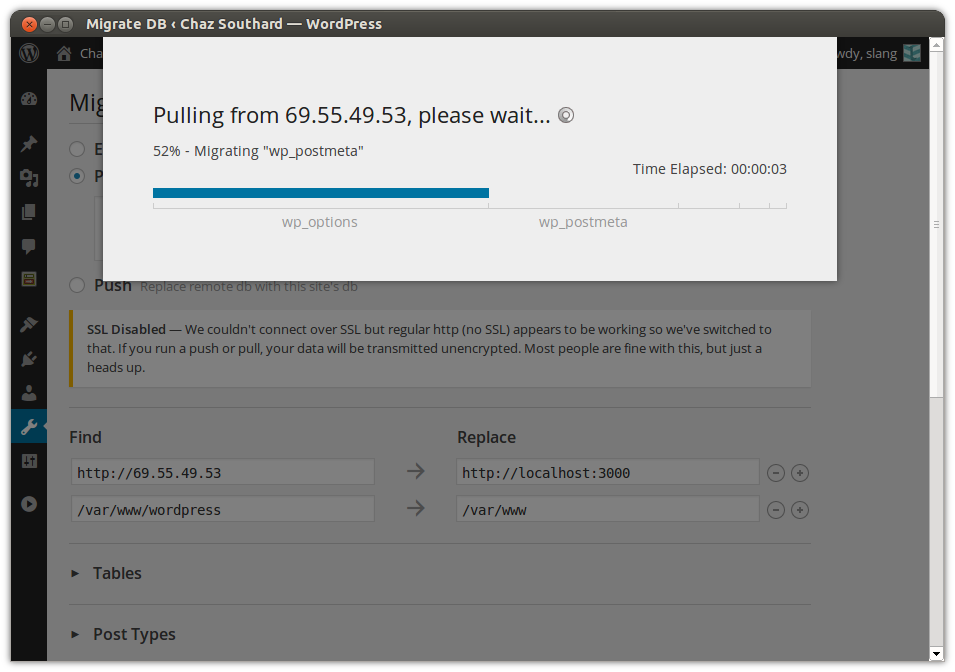 Migrate DB ‹ Chaz Southard — WordPress
Cha
wdy, slang
Mig
Pulling from 69.55.49.53, please wait...
52% - Migrating "wp_postmeta"
Time Elapsed: 00:00:03
wp_options wp_postmeta
Push Replace remote db with this site's db
SSL Disabled — We couldn't connect over SSL but regular http (no SSL) appears to be working so we've switched to
that. If you run a push or pull, your data will be transmitted unencrypted. Most people are fine with this, but just a
heads up.
Find Replace
http://69.55.49.53 → http://localhost:3000
/var/www/wordpress → /var/www
Tables
Post Types